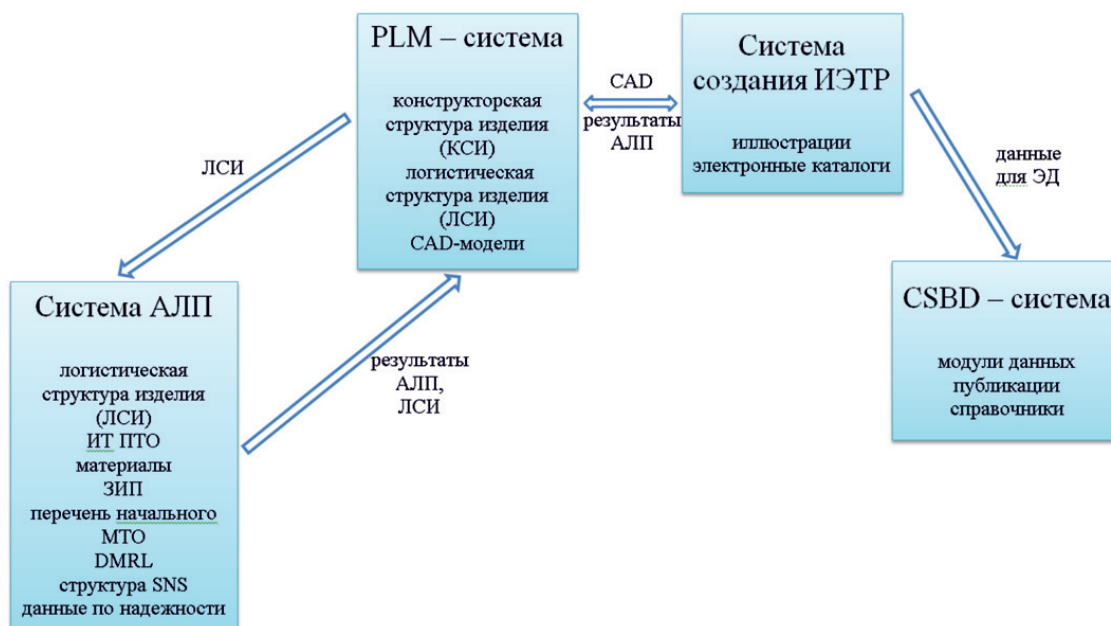 PLM – система
конструкторская
структура изделия
(КСИ)
логистическая
структура изделия
(ЛСИ)
CAD-модели
CAD
результаты
АЛП
Система
создания ИЭТР
иллюстрации
электронные каталоги
ЛСИ
данные
для ЭД
Система АЛП
логистическая
структура изделия
(ЛСИ)
ИТ ПТО
материалы
ЗИП
перечень начального
МТО
DMRL
структура SNS
данные по надежности
результаты
АЛП,
ЛСИ
CSBD – система
модули данных
публикации
справочники